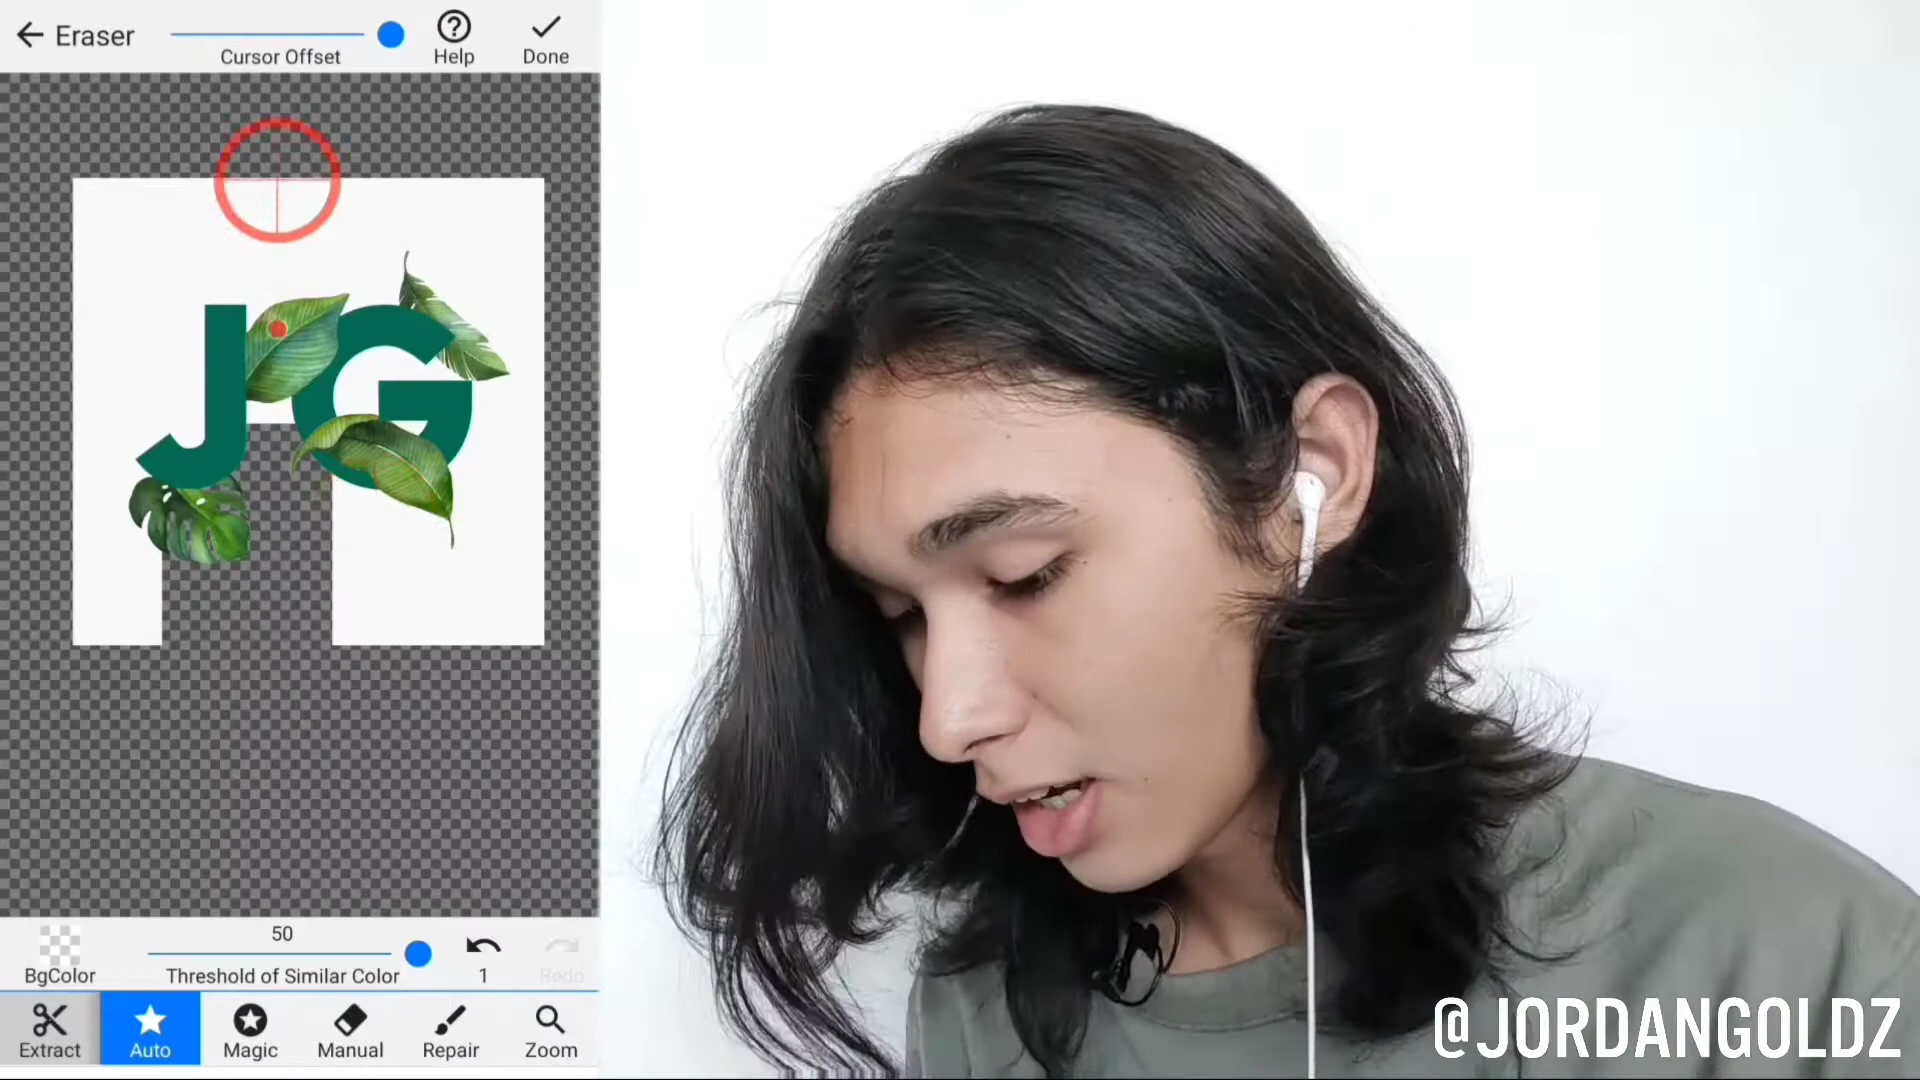 Eraser
Cursor Offset
Help
Done
JG
50
BgColor
Threshold of Similar Color
1
Redo
Extract
Auto
Magic
Manual
Repair
Zoom
@JORDANGOLDZ